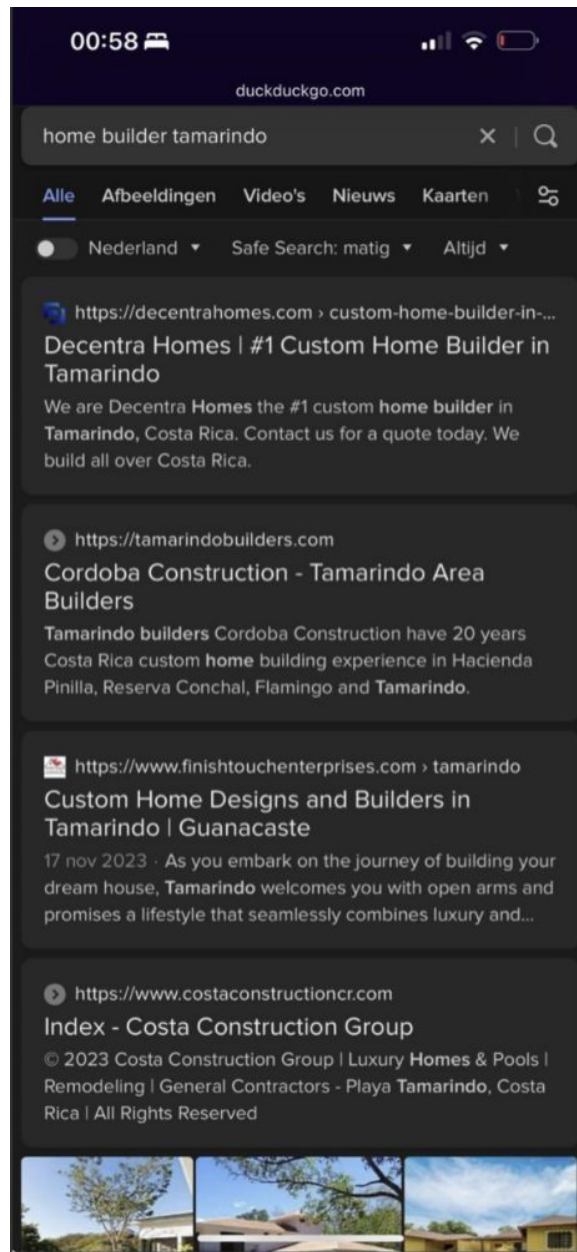 00:58
duckduckgo.com
home builder tamarindo
Alle Afbeeldingen Video's Nieuws Kaarten
Nederland Safe Search: matig Altijd
https://decentrahomes.com › custom-home-builder-in-...
Decentra Homes | #1 Custom Home Builder in
Tamarindo
We are Decentra Homes the #1 custom home builder in
Tamarindo, Costa Rica. Contact us for a quote today. We
build all over Costa Rica.
https://tamarindobuilders.com
Cordoba Construction - Tamarindo Area
Builders
Tamarindo builders Cordoba Construction have 20 years
Costa Rica custom home building experience in Hacienda
Pinilla, Reserva Conchal, Flamingo and Tamarindo.
https://www.finishtouchenterprises.com › tamarindo
Custom Home Designs and Builders in
Tamarindo | Guanacaste
17 nov 2023 · As you embark on the journey of building your
dream house, Tamarindo welcomes you with open arms and
promises a lifestyle that seamlessly combines luxury and...
https://www.costaconstructioncr.com
Index - Costa Construction Group
© 2023 Costa Construction Group | Luxury Homes & Pools |
Remodeling | General Contractors - Playa Tamarindo, Costa
Rica | All Rights Reserved